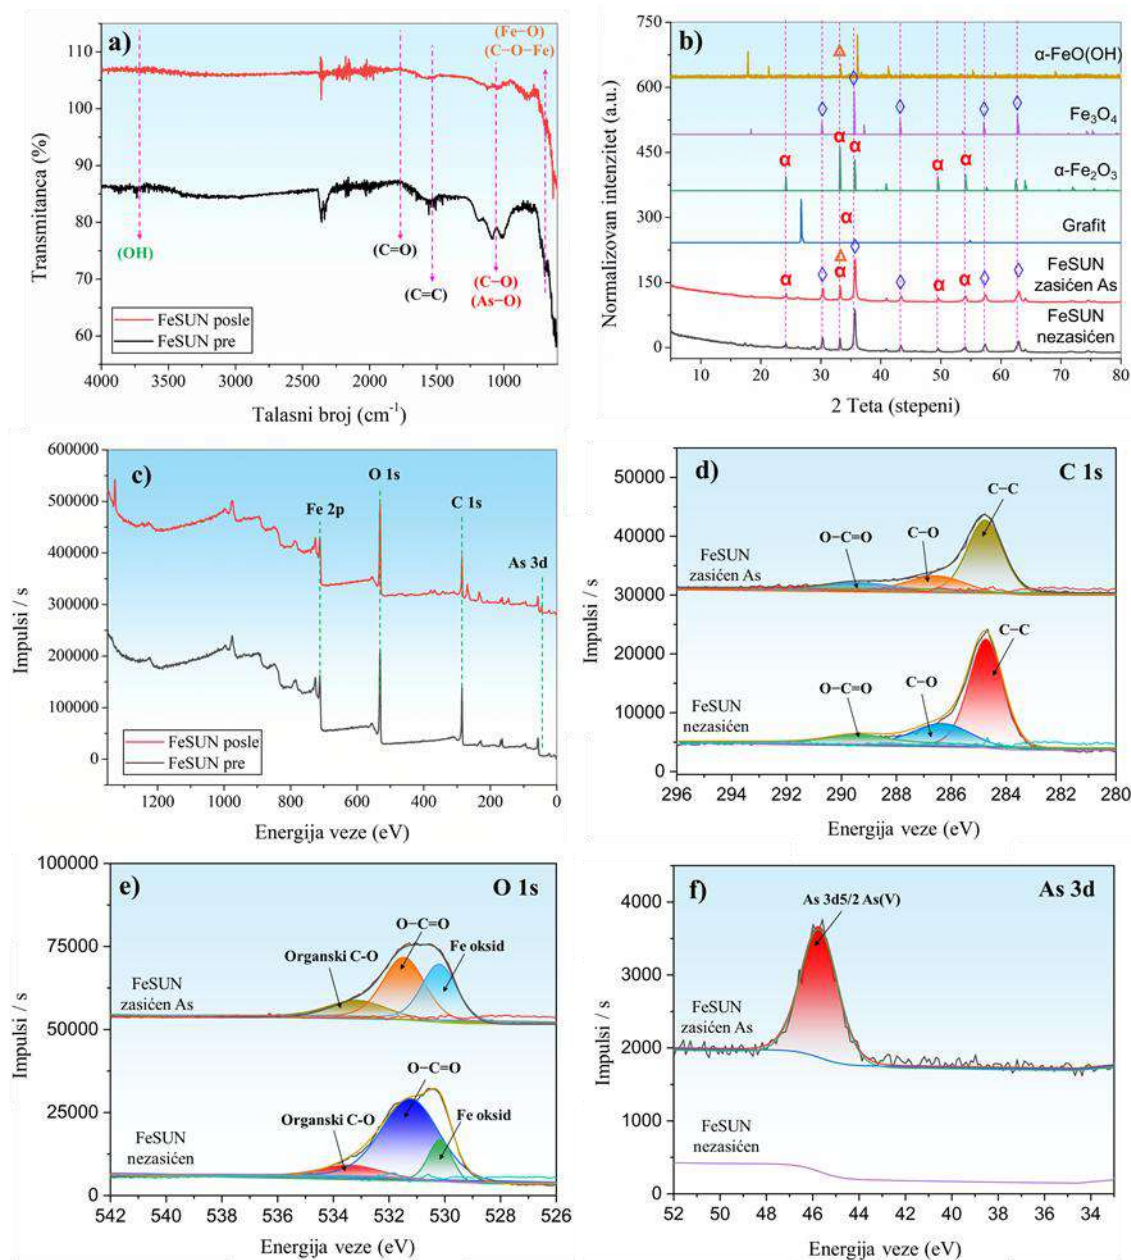 a)
(Fe−O)
(C−O−Fe)
(OH)
(C=O)
(C=C)
(C−O)
(As−O)
FeSUN posle
FeSUN pre
Transmitanca (%)
110
100
90
80
70
60
4000 3500 3000 2500 2000 1500 1000
Talasni broj (cm⁻¹)
b)
Normalizovan intenzitet (a.u.)
750
600
450
300
150
0
α-FeO(OH)
Fe₃O₄
α-Fe₂O₃
α α α α α
Grafit
α
FeSUN
zasićen As
α α α α
FeSUN
nezasićen
10 20 30 40 50 60 70 80
2 Teta (stepeni)
c)
Fe 2p
O 1s
C 1s
As 3d
FeSUN posle
FeSUN pre
Impulsi / s
600000
500000
400000
300000
200000
100000
0
1200 1000 800 600 400 200 0
Energija veze (eV)
d)
C 1s
C−C
C−O
O−C=O
FeSUN
zasićen As
C−C
C−O
O−C=O
FeSUN
nezasićen
Impulsi / s
50000
40000
30000
20000
10000
0
296 294 292 290 288 286 284 282 280
Energija veze (eV)
e)
O 1s
O−C=O
Fe oksid
Organski C-O
FeSUN
zasićen As
O−C=O
Organski C-O
Fe oksid
FeSUN
nezasićen
Impulsi / s
100000
75000
50000
25000
0
542 540 538 536 534 532 530 528 526
Energija veze (eV)
f)
As 3d
As 3d5/2 As(V)
FeSUN
zasićen As
FeSUN
nezasićen
Impulsi / s
4000
3000
2000
1000
0
52 50 48 46 44 42 40 38 36 34
Energija veze (eV)